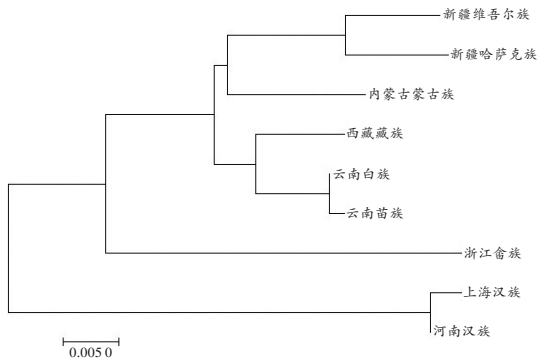 新疆维吾尔族
新疆哈萨克族
内蒙古蒙古族
西藏藏族
云南白族
云南苗族
浙江畲族
上海汉族
河南汉族
0.005 0